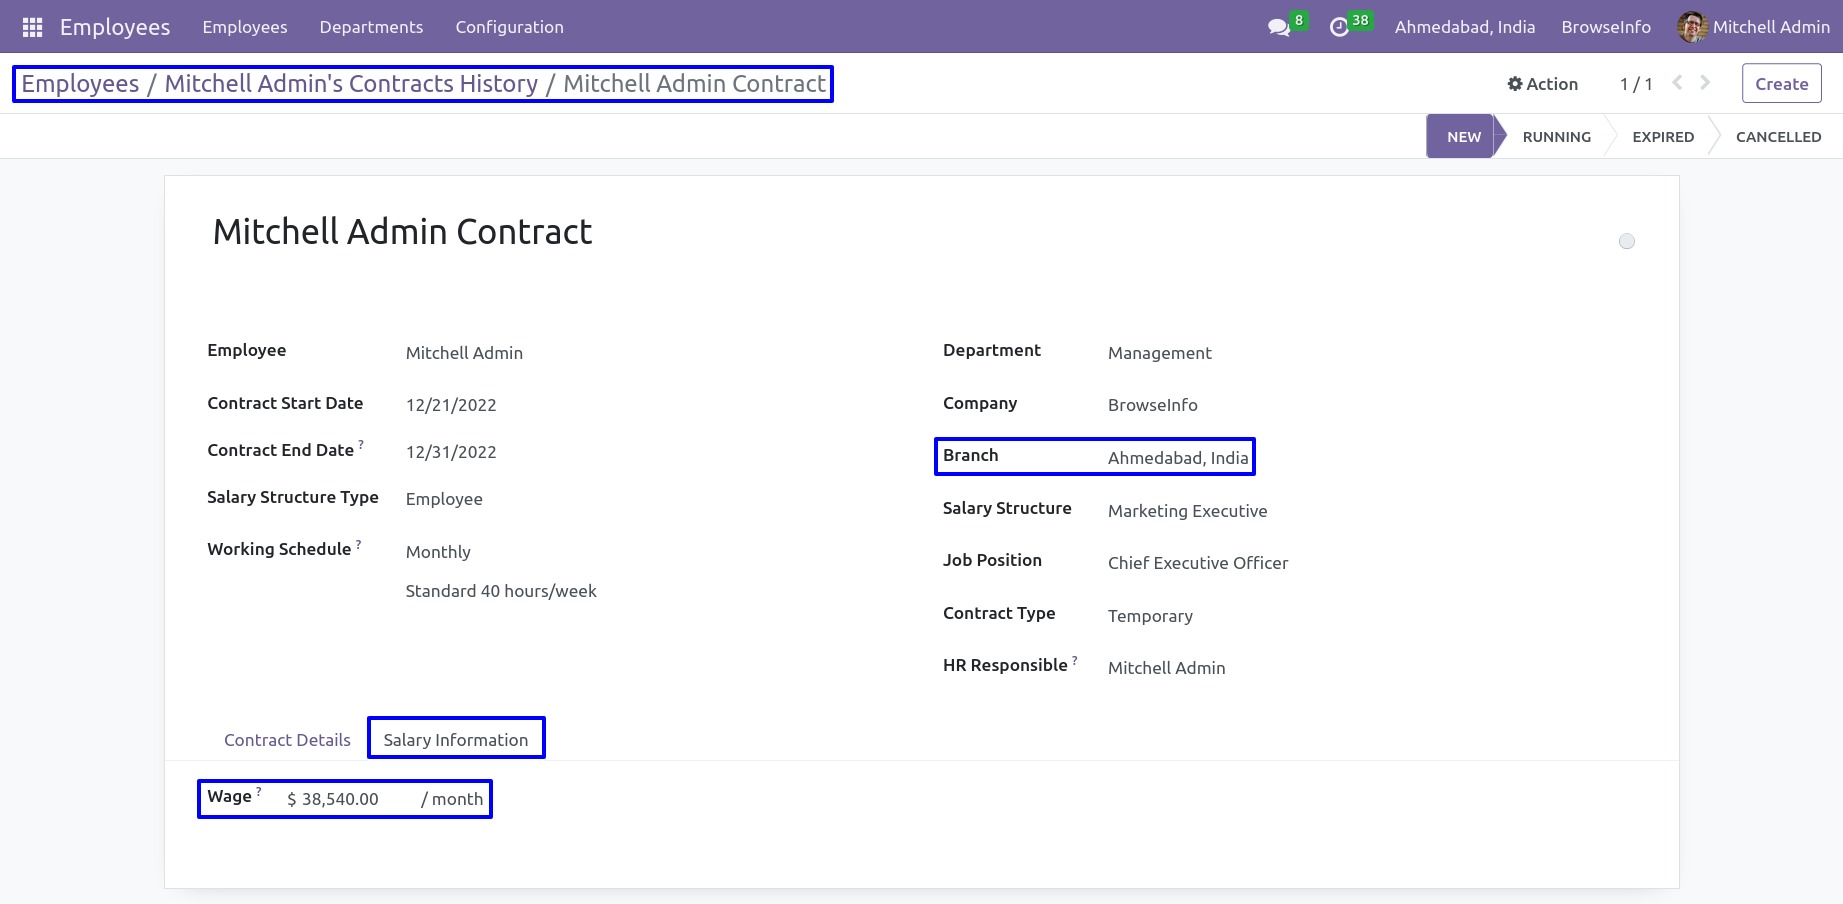 Employees Employees Departments Configuration 8 38 Ahmedabad, India BrowseInfo Mitchell Admin
Employees / Mitchell Admin's Contracts History / Mitchell Admin Contract Action 1 / 1 Create
NEW RUNNING EXPIRED CANCELLED
Mitchell Admin Contract
Employee Mitchell Admin
Contract Start Date 12/21/2022
Contract End Date ? 12/31/2022
Salary Structure Type Employee
Working Schedule ? Monthly
Standard 40 hours/week
Department Management
Company BrowseInfo
Branch Ahmedabad, India
Salary Structure Marketing Executive
Job Position Chief Executive Officer
Contract Type Temporary
HR Responsible ? Mitchell Admin
Contract Details Salary Information
Wage ? $ 38,540.00 / month